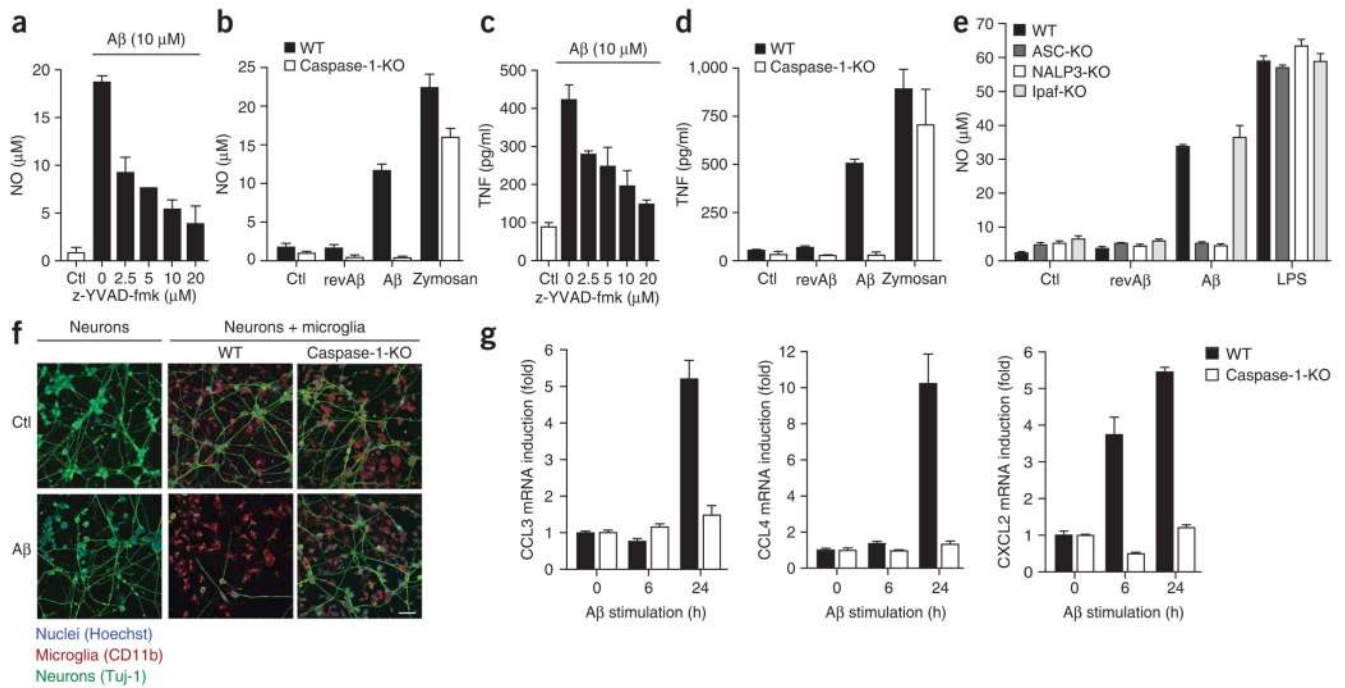 a
Aβ (10 μM)
NO (μM)
20
15
10
5
0
Ctl 0 2.5 5 10 20
z-YVAD-fmk (μM)
b
WT
Caspase-1-KO
NO (μM)
25
20
15
10
5
0
Ctl revAβ Aβ Zymosan
c
Aβ (10 μM)
TNF (pg/ml)
500
400
300
200
100
0
Ctl 0 2.5 5 10 20
z-YVAD-fmk (μM)
d
WT
Caspase-1-KO
TNF (pg/ml)
1,000
750
500
250
0
Ctl revAβ Aβ Zymosan
e
WT
ASC-KO
NALP3-KO
Ipaf-KO
NO (μM)
70
60
50
40
30
20
10
0
Ctl revAβ Aβ LPS
f
Neurons
Neurons + microglia
WT Caspase-1-KO
Ctl
Aβ
Nuclei (Hoechst)
Microglia (CD11b)
Neurons (Tuj-1)
g
CCL3 mRNA induction (fold)
6
5
4
3
2
1
0
0 6 24
Aβ stimulation (h)
CCL4 mRNA induction (fold)
12
10
8
6
4
2
0
0 6 24
Aβ stimulation (h)
CXCL2 mRNA induction (fold)
6
5
4
3
2
1
0
0 6 24
Aβ stimulation (h)
WT
Caspase-1-KO